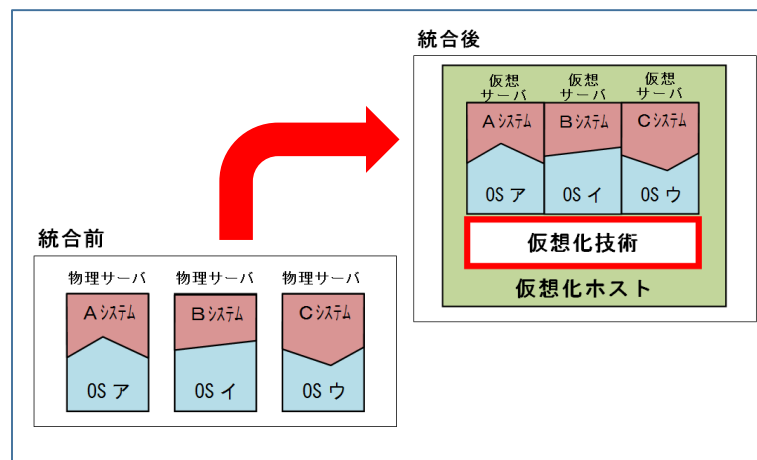 統合後
仮想
サーバ
仮想
サーバ
仮想
サーバ
Aシステム
Bシステム
Cシステム
OS ア
OS イ
OS ウ
仮想化技術
仮想化ホスト
統合前
物理サーバ
物理サーバ
物理サーバ
Aシステム
Bシステム
Cシステム
OS ア
OS イ
OS ウ